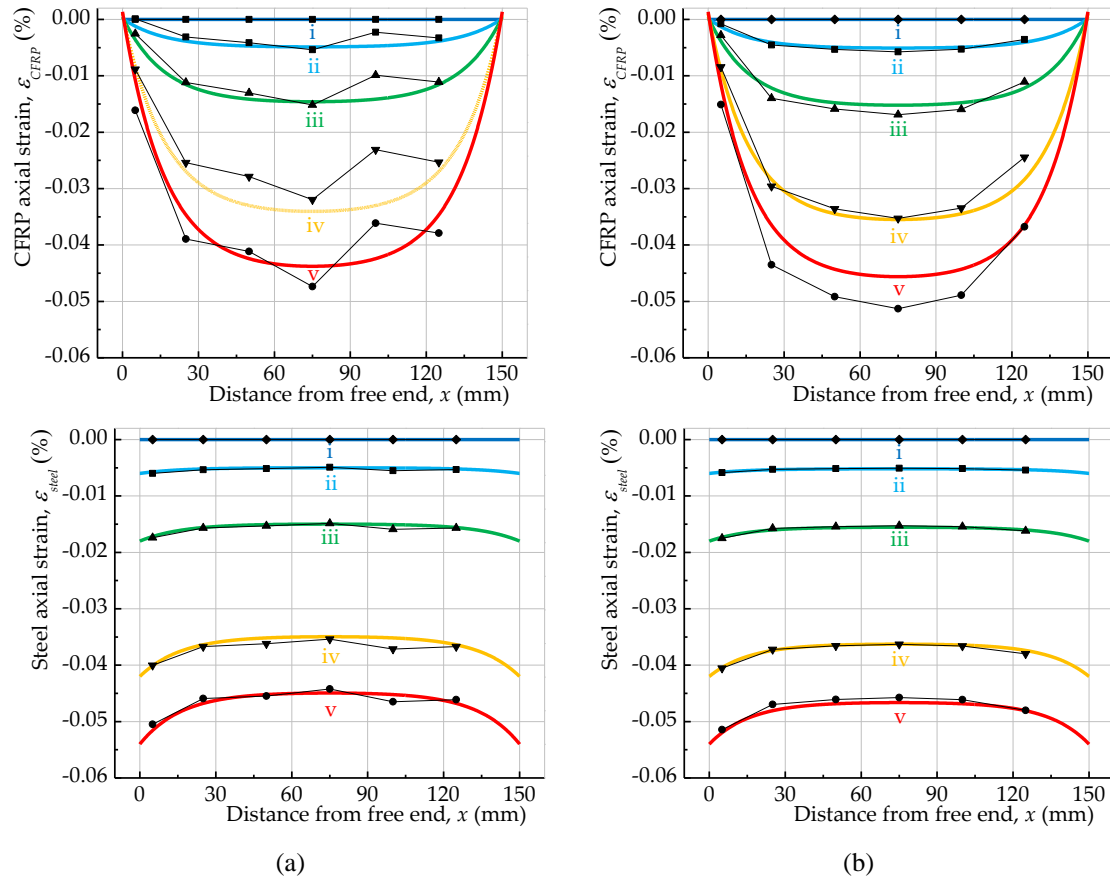 CFRP axial strain, ε_CFRP (%)
0.00
-0.01
-0.02
-0.03
-0.04
-0.05
-0.06
i
ii
iii
iv
v
0 30 60 90 120 150
Distance from free end, x (mm)
CFRP axial strain, ε_CFRP (%)
0.00
-0.01
-0.02
-0.03
-0.04
-0.05
-0.06
i
ii
iii
iv
v
0 30 60 90 120 150
Distance from free end, x (mm)
Steel axial strain, ε_steel (%)
0.00
-0.01
-0.02
-0.03
-0.04
-0.05
-0.06
i
ii
iii
iv
v
0 30 60 90 120 150
Distance from free end, x (mm)
Steel axial strain, ε_steel (%)
0.00
-0.01
-0.02
-0.03
-0.04
-0.05
-0.06
i
ii
iii
iv
v
0 30 60 90 120 150
Distance from free end, x (mm)
(a)
(b)